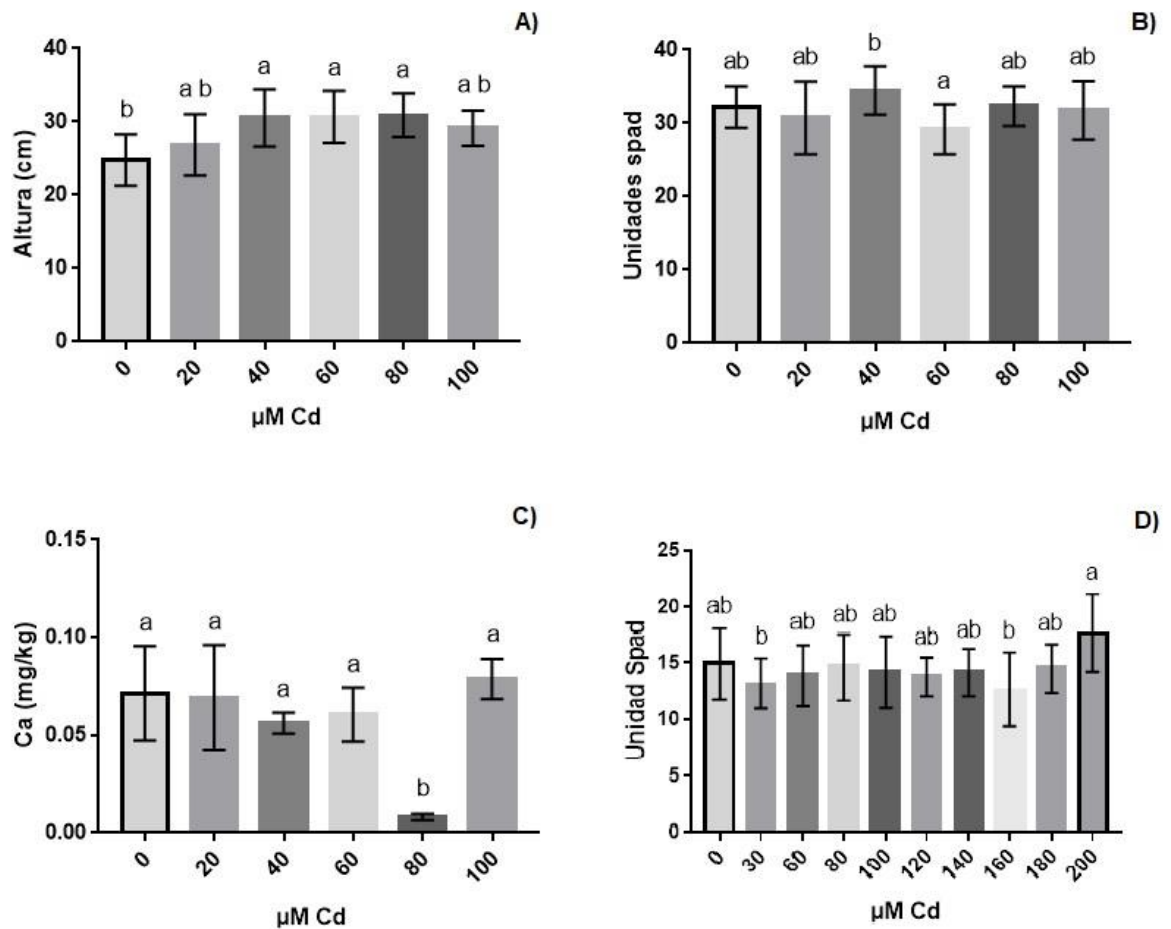 A)
Altura (cm)
40
30
20
10
0
b
a b
a
a
a
a b
0
20
40
60
80
100
µM Cd
B)
Unidades spad
40
30
20
10
0
ab
ab
b
a
ab
ab
0
20
40
60
80
100
µM Cd
C)
Ca (mg/kg)
0.15
0.10
0.05
0.00
a
a
a
a
b
a
0
20
40
60
80
100
µM Cd
D)
Unidad Spad
25
20
15
10
5
0
ab
b
ab
ab
ab
ab
ab
b
ab
a
0
30
60
80
100
120
140
160
180
200
µM Cd